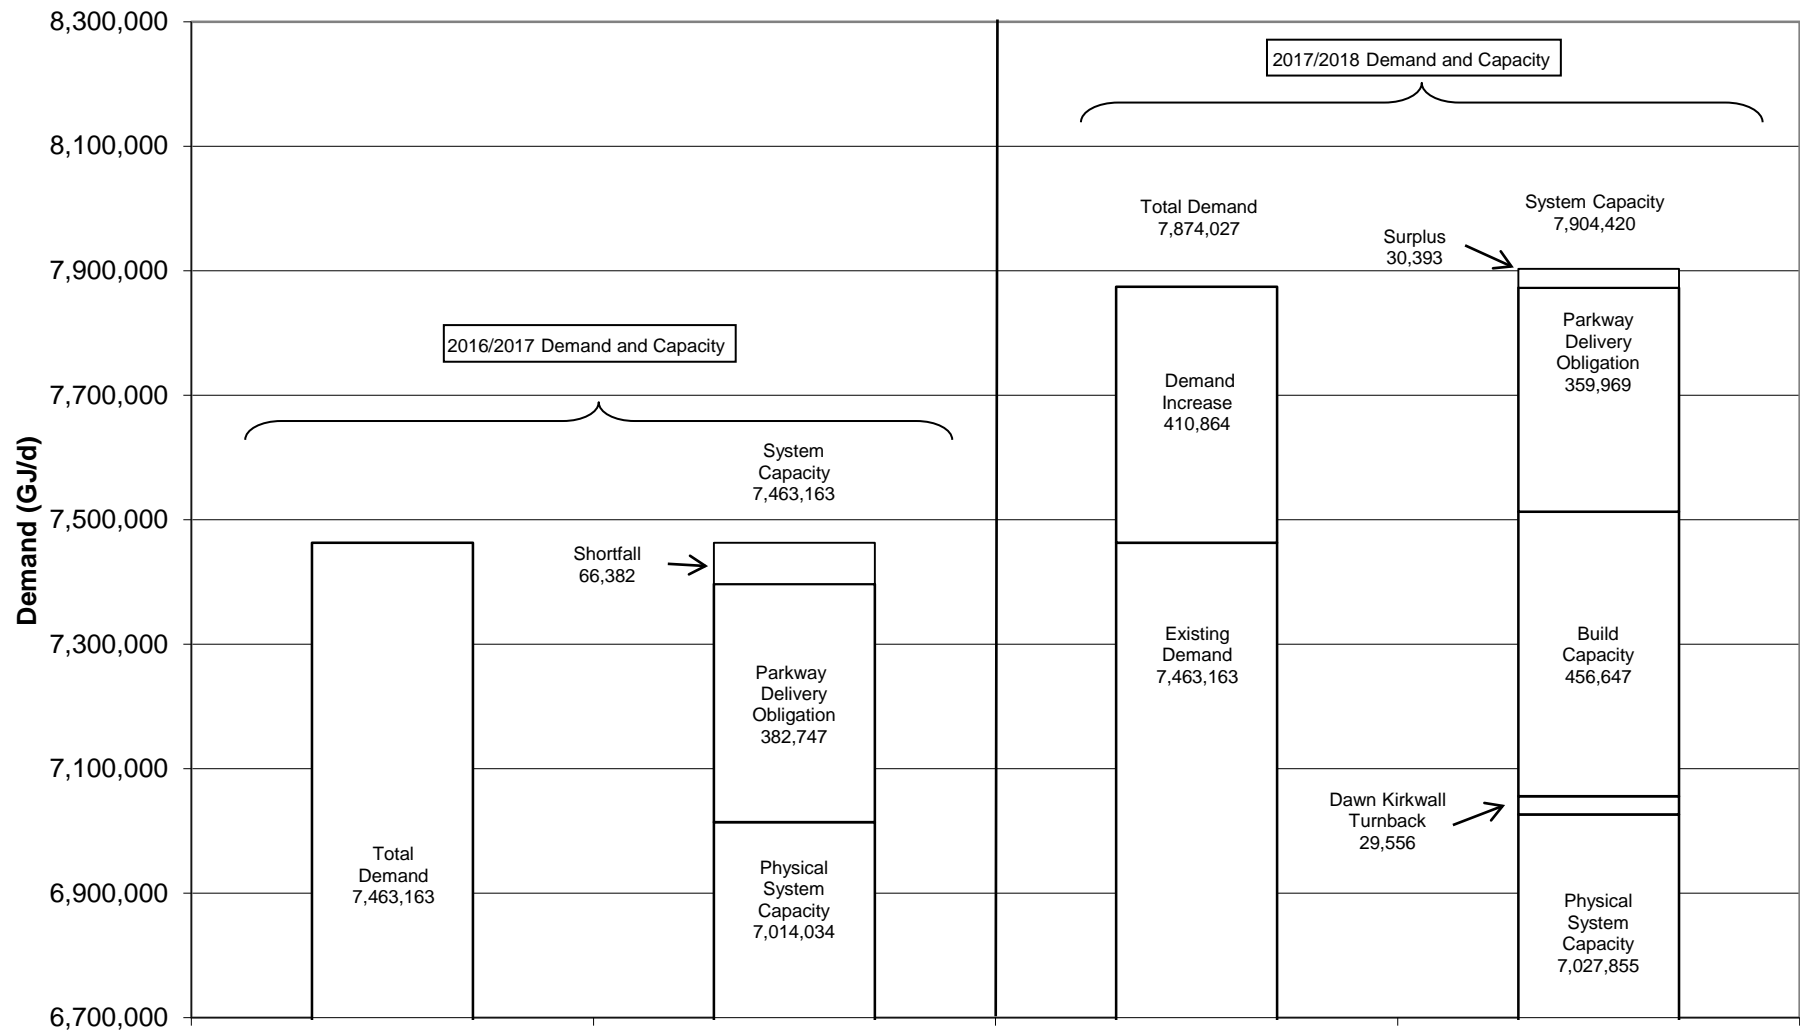 8,300,000
8,100,000
7,900,000
7,700,000
7,500,000
7,300,000
7,100,000
6,900,000
6,700,000
Demand (GJ/d)
2016/2017 Demand and Capacity
Total
Demand
7,463,163
System
Capacity
7,463,163
Shortfall
66,382
Parkway
Delivery
Obligation
382,747
Physical
System
Capacity
7,014,034
2017/2018 Demand and Capacity
Total Demand
7,874,027
Demand
Increase
410,864
Existing
Demand
7,463,163
System Capacity
7,904,420
Surplus
30,393
Parkway
Delivery
Obligation
359,969
Build
Capacity
456,647
Dawn Kirkwall
Turnback
29,556
Physical
System
Capacity
7,027,855